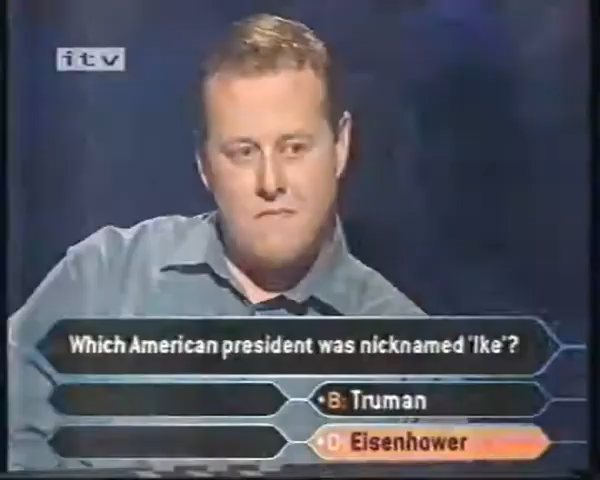 itv
Which American president was nicknamed 'Ike'?
B: Truman
D: Eisenhower